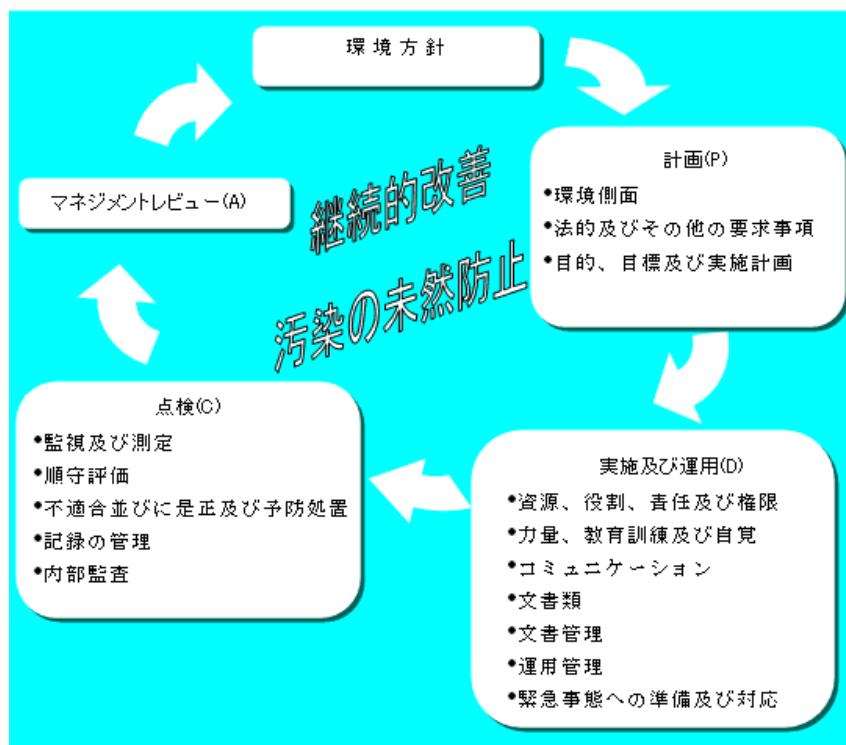 環境方針
計画(P)
•環境側面
•法的及びその他の要求事項
•目的、目標及び実施計画
実施及び運用(D)
•資源、役割、責任及び権限
•力量、教育訓練及び自覚
•コミュニケーション
•文書類
•文書管理
•運用管理
•緊急事態への準備及び対応
点検(C)
•監視及び測定
•順守評価
•不適合並びに是正及び予防処置
•記録の管理
•内部監査
マネジメントレビュー(A)
継続的改善
汚染の未然防止